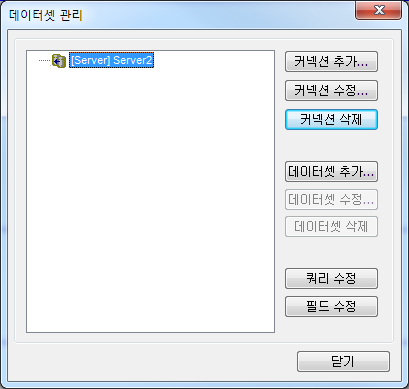 데이터셋 관리
[Server] Server2
커넥션 추가...
커넥션 수정...
커넥션 삭제
데이터셋 추가...
데이터셋 수정...
데이터셋 삭제
쿼리 수정
필드 수정
닫기